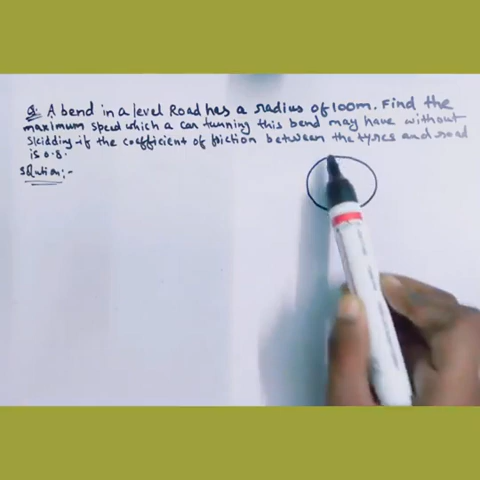 Q. A bend in a level Road has a radius of 100m. Find the
maximum speed which a car turning this bend may have without
skidding if the coefficient of friction between the tyres and road
is 0.8.
Solution:-